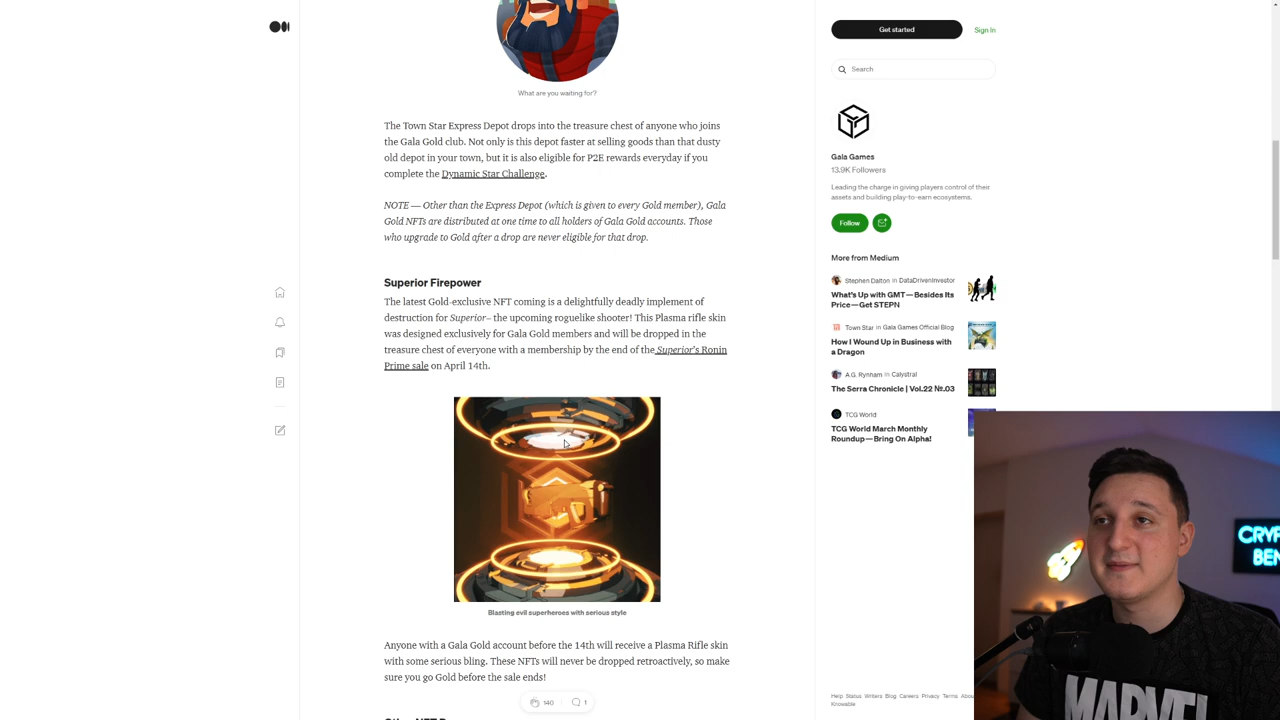 What are you waiting for?
The Town Star Express Depot drops into the treasure chest of anyone who joins
the Gala Gold club. Not only is this depot faster at selling goods than that dusty
old depot in your town, but it is also eligible for P2E rewards everyday if you
complete the Dynamic Star Challenge.
NOTE — Other than the Express Depot (which is given to every Gold member), Gala
Gold NFTs are distributed at one time to all holders of Gala Gold accounts. Those
who upgrade to Gold after a drop are never eligible for that drop.
Superior Firepower
The latest Gold-exclusive NFT coming is a delightfully deadly implement of
destruction for Superior– the upcoming roguelike shooter! This Plasma rifle skin
was designed exclusively for Gala Gold members and will be dropped in the
treasure chest of everyone with a membership by the end of the Superior's Ronin
Prime sale on April 14th.
Blasting evil superheroes with serious style
Anyone with a Gala Gold account before the 14th will receive a Plasma Rifle skin
with some serious bling. These NFTs will never be dropped retroactively, so make
sure you go Gold before the sale ends!
140
1
Get started
Sign In
Search
Gala Games
13.9K Followers
Leading the charge in giving players control of their
assets and building play-to-earn ecosystems.
Follow
More from Medium
Stephen Dalton in DataDrivenInvestor
What's Up with GMT — Besides Its
Price — Get STEPN
Town Star in Gala Games Official Blog
How I Wound Up in Business with
a Dragon
A.G. Rynham in Calystral
The Serra Chronicle | Vol.22 №.03
TCG World
TCG World March Monthly
Roundup — Bring On Alpha!
Help Status Writers Blog Careers Privacy Terms
Knowable
MARVEL